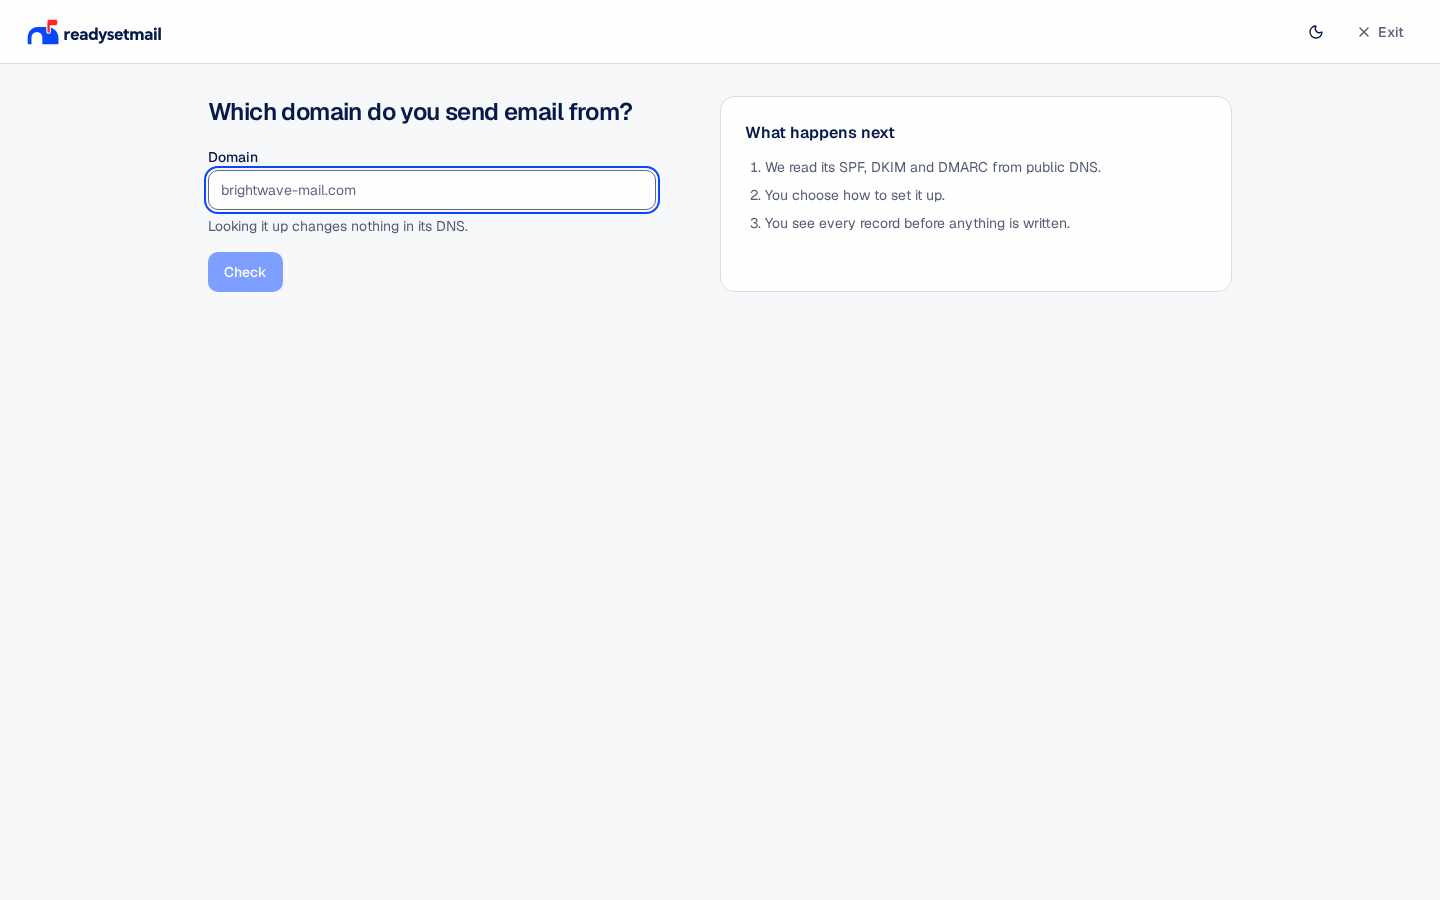 readysetmail
Exit
Which domain do you send email from?
Domain
brightwave-mail.com
Looking it up changes nothing in its DNS.
Check
What happens next
1. We read its SPF, DKIM and DMARC from public DNS.
2. You choose how to set it up.
3. You see every record before anything is written.